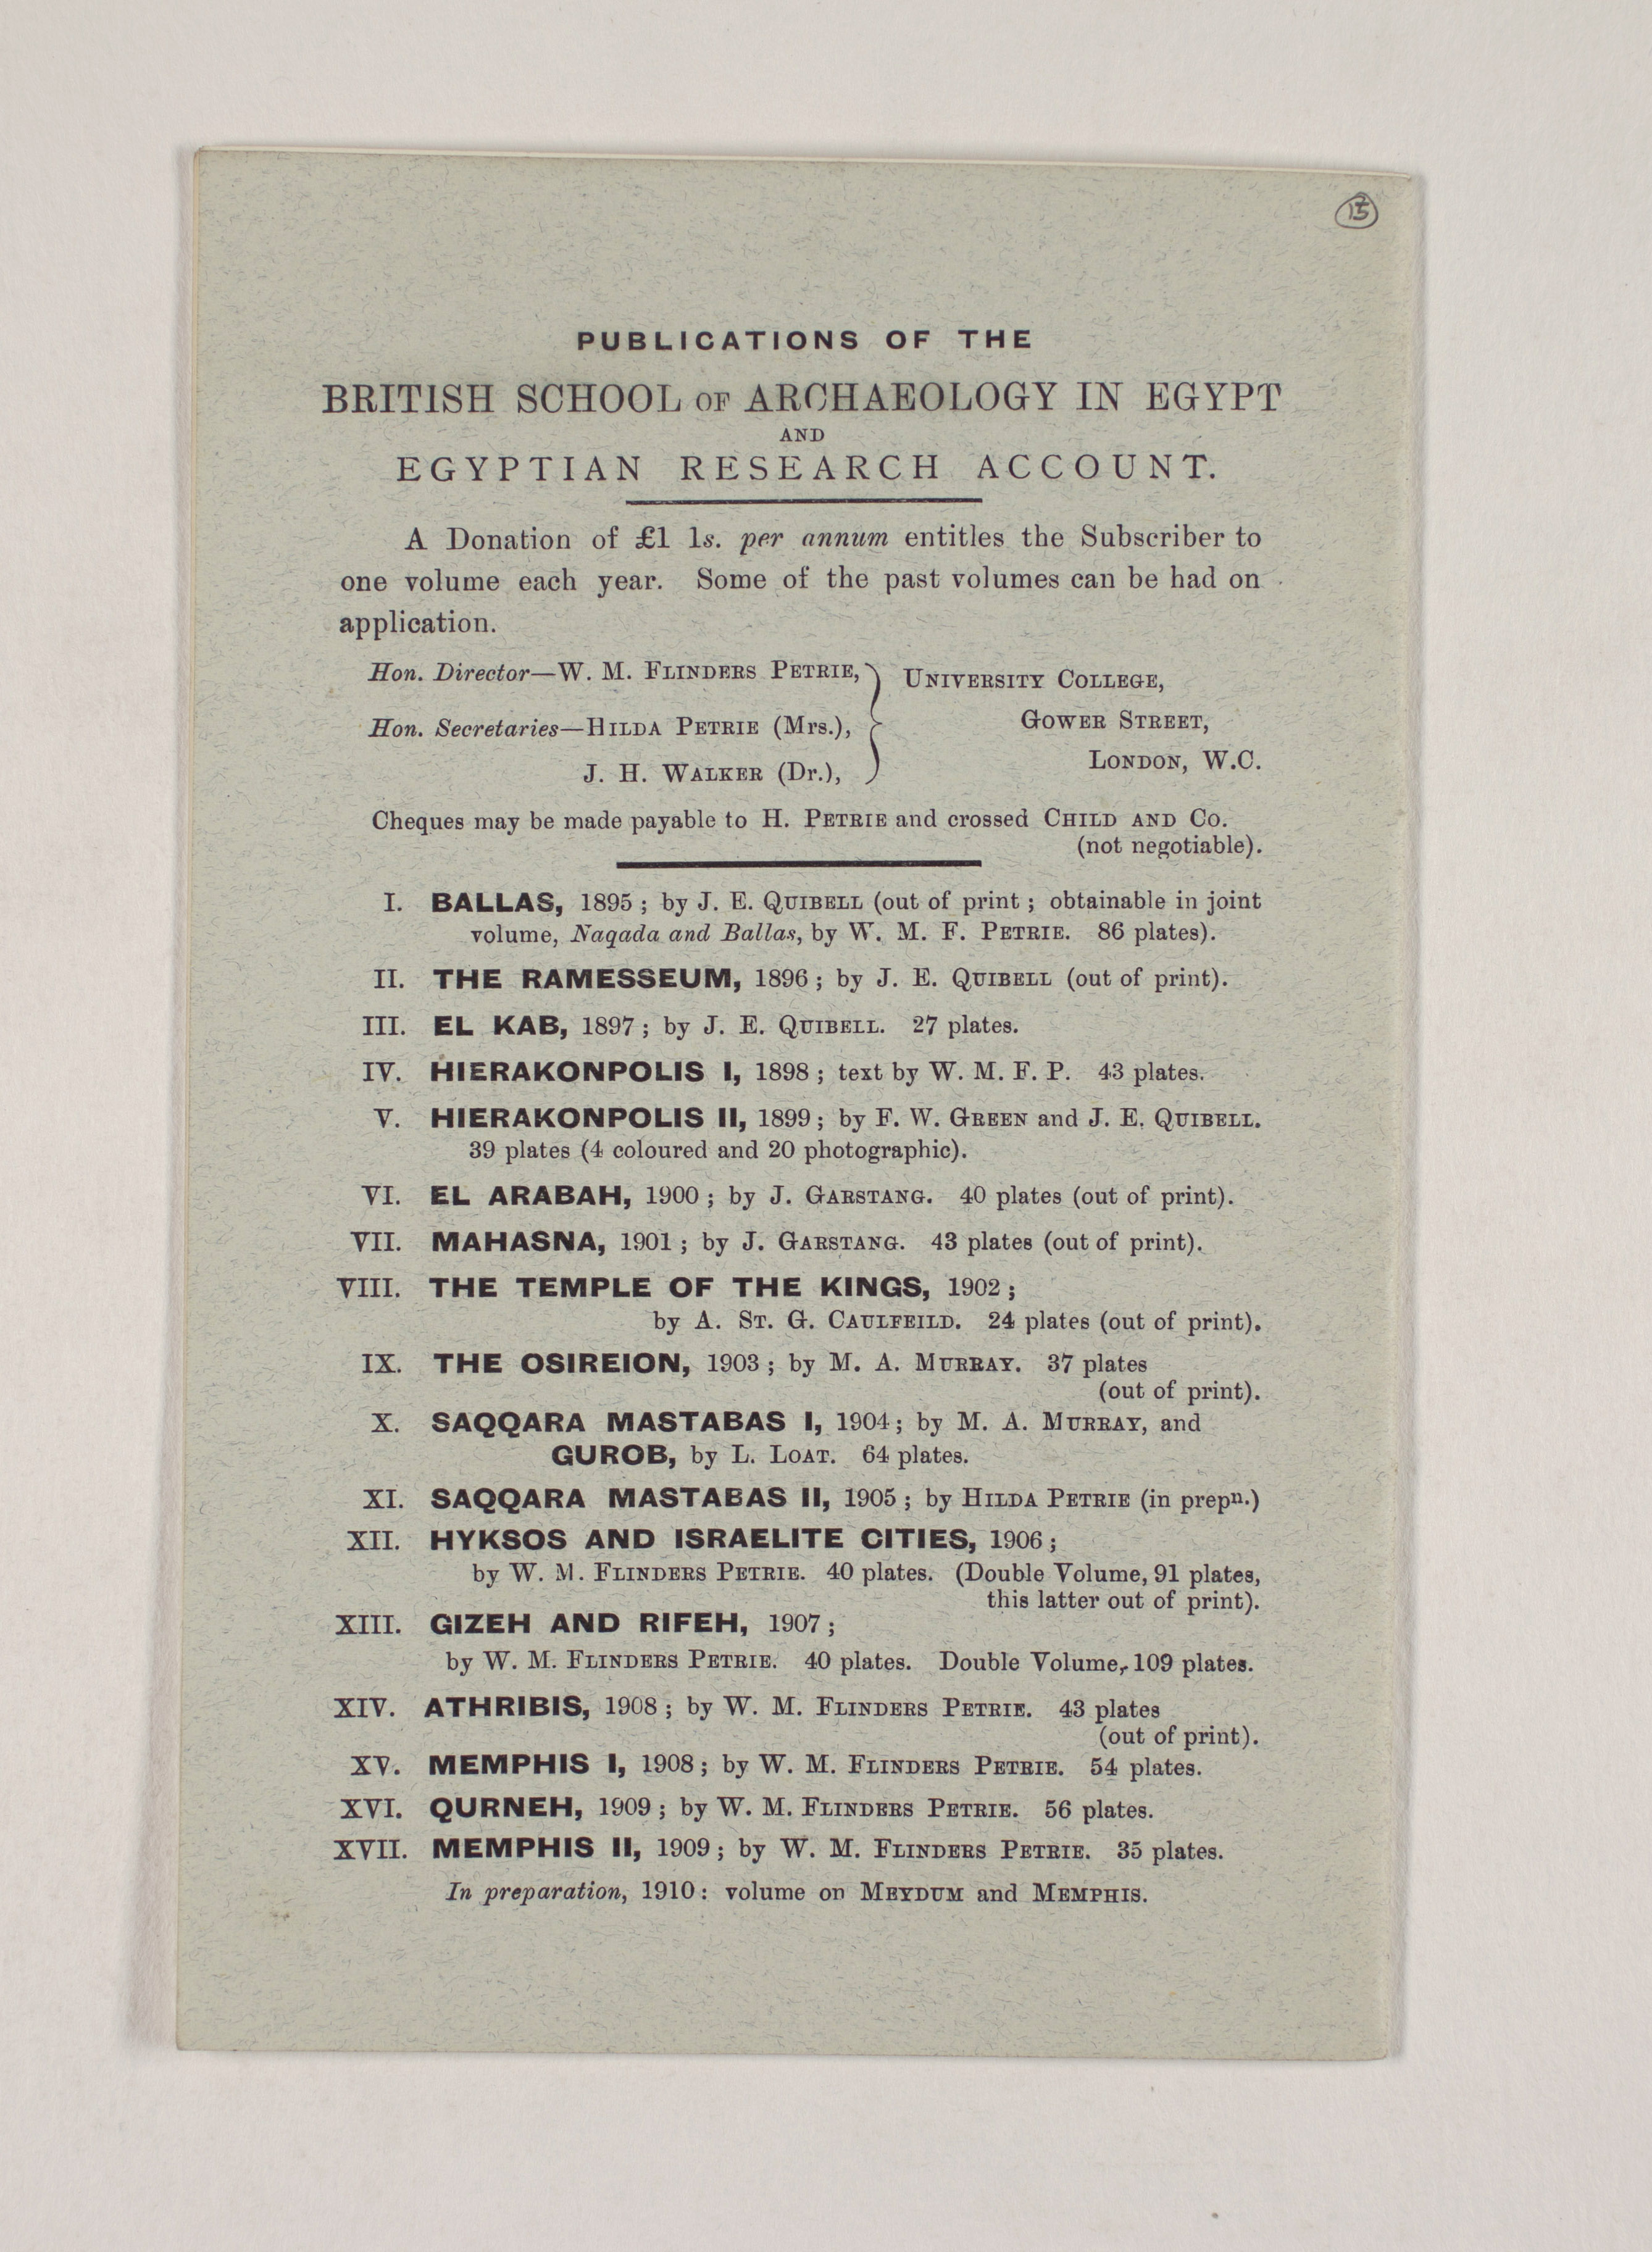 PUBLICATIONS OF THE
BRITISH SCHOOL OF ARCHAEOLOGY IN EGYPT
AND
EGYPTIAN RESEARCH ACCOUNT.
A Donation of £1 1s. per annum entitles the Subscriber to
one volume each year. Some of the past volumes can be had on
application.
Hon. Director—W. M. FLINDERS PETRIE,
Hon. Secretaries—HILDA PETRIE (Mrs.),
J. H. WALKER (Dr.),
UNIVERSITY COLLEGE,
GOWER STREET,
LONDON, W.C.
Cheques may be made payable to H. PETRIE and crossed CHILD AND CO.
(not negotiable).
I. BALLAS, 1895 ; by J. E. QUIBELL (out of print ; obtainable in joint
volume, Naqada and Ballas, by W. M. F. PETRIE. 86 plates).
II. THE RAMESSEUM, 1896 ; by J. E. QUIBELL (out of print).
III. EL KAB, 1897 ; by J. E. QUIBELL. 27 plates.
IV. HIERAKONPOLIS I, 1898 ; text by W. M. F. P. 43 plates.
V. HIERAKONPOLIS II, 1899 ; by F. W. GREEN and J. E. QUIBELL.
39 plates (4 coloured and 20 photographic).
VI. EL ARABAH, 1900 ; by J. GARSTANG. 40 plates (out of print).
VII. MAHASNA, 1901 ; by J. GARSTANG. 43 plates (out of print).
VIII. THE TEMPLE OF THE KINGS, 1902 ;
by A. ST. G. CAULFEILD. 24 plates (out of print).
IX. THE OSIREION, 1903 ; by M. A. MURRAY. 37 plates
(out of print).
X. SAQQARA MASTABAS I, 1904 ; by M. A. MURRAY, and
GUROB, by L. LOAT. 64 plates.
XI. SAQQARA MASTABAS II, 1905 ; by HILDA PETRIE (in prepn.)
XII. HYKSOS AND ISRAELITE CITIES, 1906 ;
by W. M. FLINDERS PETRIE. 40 plates. (Double Volume, 91 plates,
this latter out of print).
XIII. GIZEH AND RIFEH, 1907 ;
by W. M. FLINDERS PETRIE. 40 plates. Double Volume, 109 plates.
XIV. ATHRIBIS, 1908 ; by W. M. FLINDERS PETRIE. 43 plates
(out of print).
XV. MEMPHIS I, 1908 ; by W. M. FLINDERS PETRIE. 54 plates.
XVI. QURNEH, 1909 ; by W. M. FLINDERS PETRIE. 56 plates.
XVII. MEMPHIS II, 1909 ; by W. M. FLINDERS PETRIE. 35 plates.
In preparation, 1910 : volume on MEYDUM and MEMPHIS.